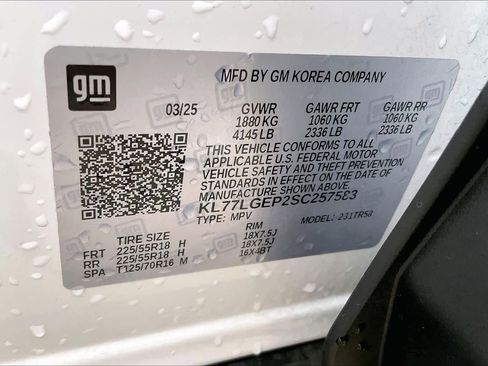 gm
MFD BY GM KOREA COMPANY
03/25 GVWR GAWR FRT GAWR RR
1880 KG 1060 KG 1060 KG
4145 LB 2336 LB 2336 LB
THIS VEHICLE CONFORMS TO ALL
APPLICABLE U.S. FEDERAL MOTOR
VEHICLE SAFETY AND THEFT PREVENTION
STANDARDS IN EFFECT ON THE DATE OF
MANUFACTURE SHOWN ABOVE.
KL77LGEP2SC257583
TYPE: MPV MODEL: 231TR58
TIRE SIZE RIM
FRT 225/55R18 H 18X7.5J
RR 225/55R18 H 18X7.5J
SPA T125/70R16 M 16X4BT